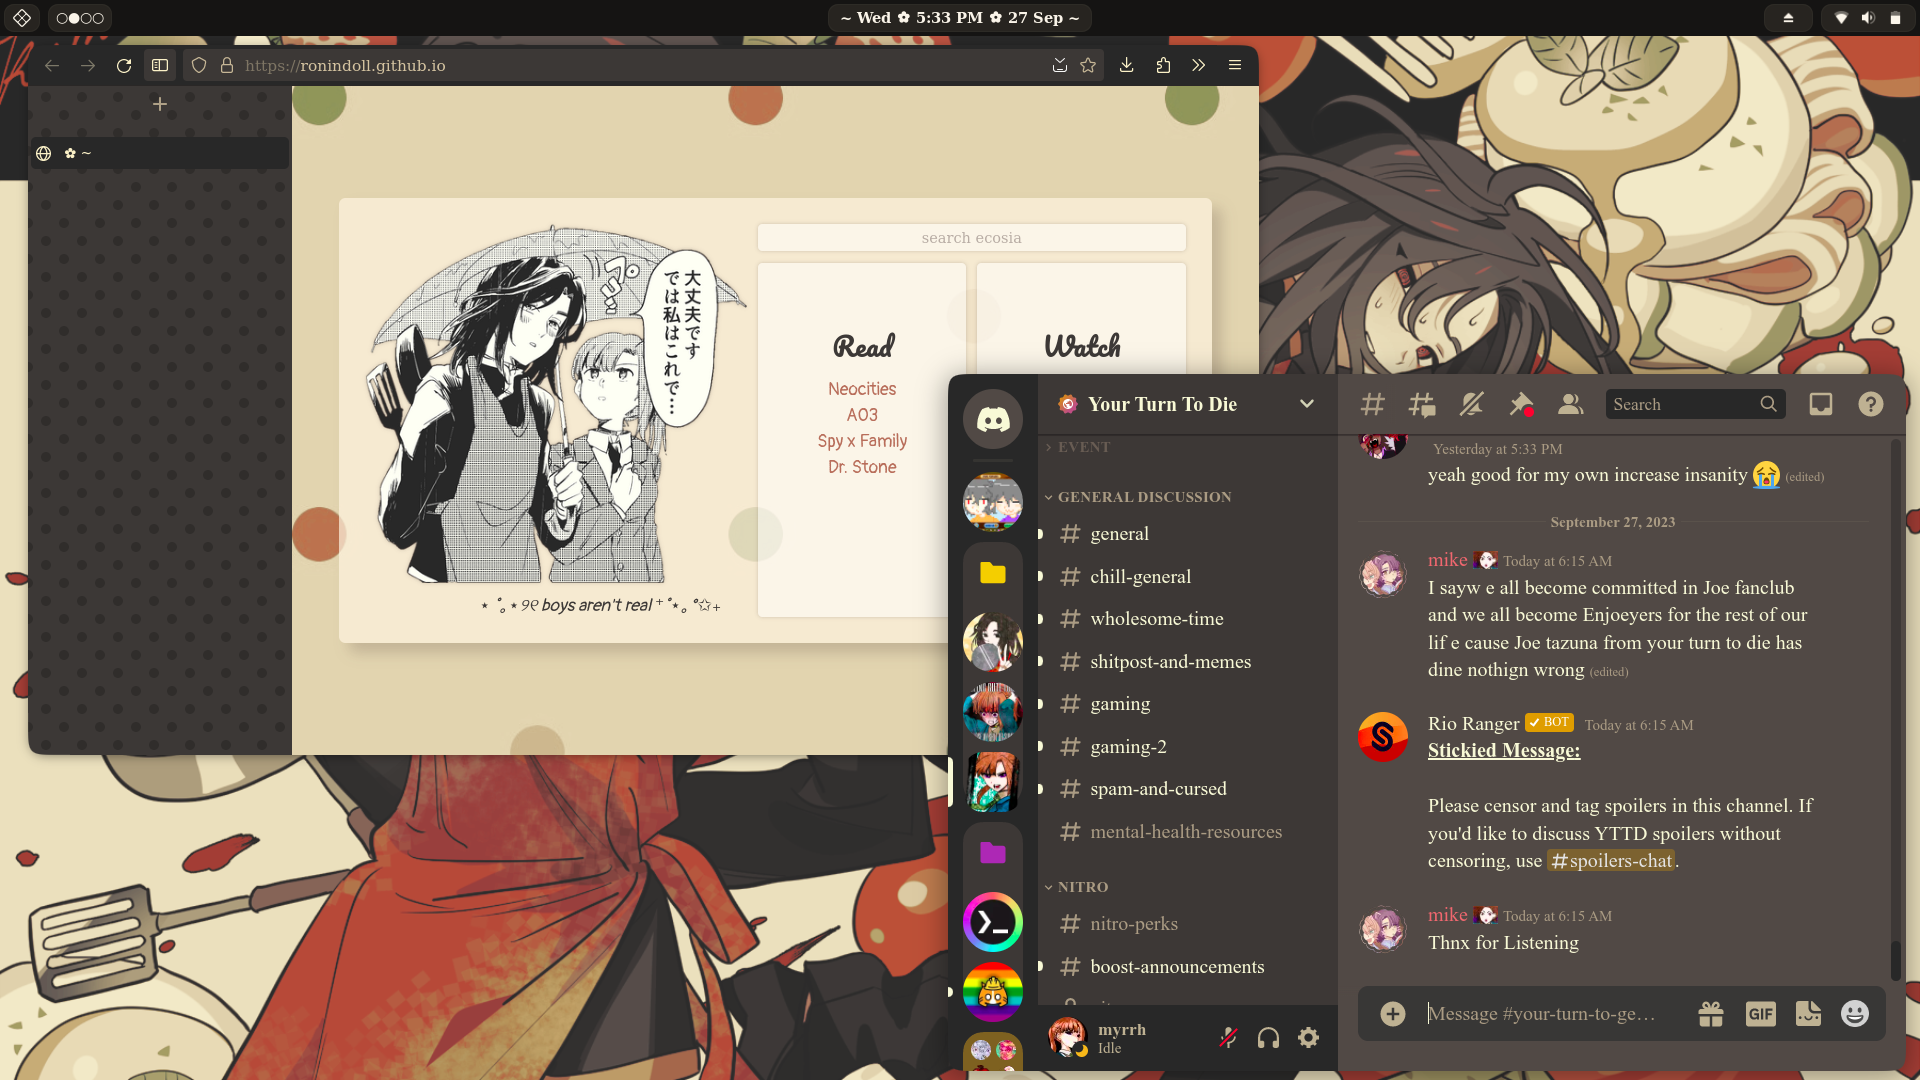 ~ Wed ✿ 5:33 PM ✿ 27 Sep ~
https://ronindoll.github.io
✿ ~
search ecosia
大丈夫です
では私はこれで…
Read
Neocities
AO3
Spy x Family
Dr. Stone
Watch
⋆ ˚｡⋆୨୧ boys aren't real ⁺˚⋆｡°✩₊
Your Turn To Die
EVENT
GENERAL DISCUSSION
general
chill-general
wholesome-time
shitpost-and-memes
gaming
gaming-2
spam-and-cursed
mental-health-resources
NITRO
nitro-perks
boost-announcements
myrrh
Idle
Search
Yesterday at 5:33 PM
yeah good for my own increase insanity 😭 (edited)
September 27, 2023
mike Today at 6:15 AM
I sayw e all become committed in Joe fanclub
and we all become Enjoeyers for the rest of our
lif e cause Joe tazuna from your turn to die has
dine nothign wrong (edited)
Rio Ranger ✓ BOT Today at 6:15 AM
Stickied Message:
Please censor and tag spoilers in this channel. If
you'd like to discuss YTTD spoilers without
censoring, use #spoilers-chat.
mike Today at 6:15 AM
Thnx for Listening
Message #your-turn-to-ge…
GIF